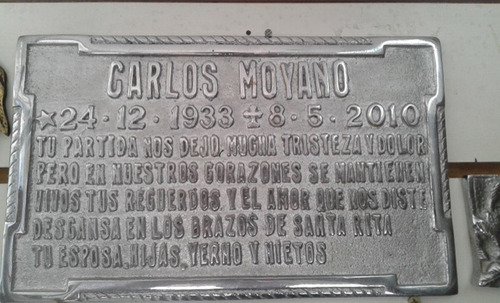 CARLOS MOYANO
☆24·12·1933✝8·5·2010
TU PARTIDA NOS DEJO MUCHA TRISTEZA Y DOLOR
PERO EN NUESTROS CORAZONES SE MANTIENEN
VIVOS TUS RECUERDOS Y EL AMOR QUE NOS DISTE
DESCANSA EN LOS BRAZOS DE SANTA RITA
TU ESPOSA, HIJAS, YERNO Y NIETOS